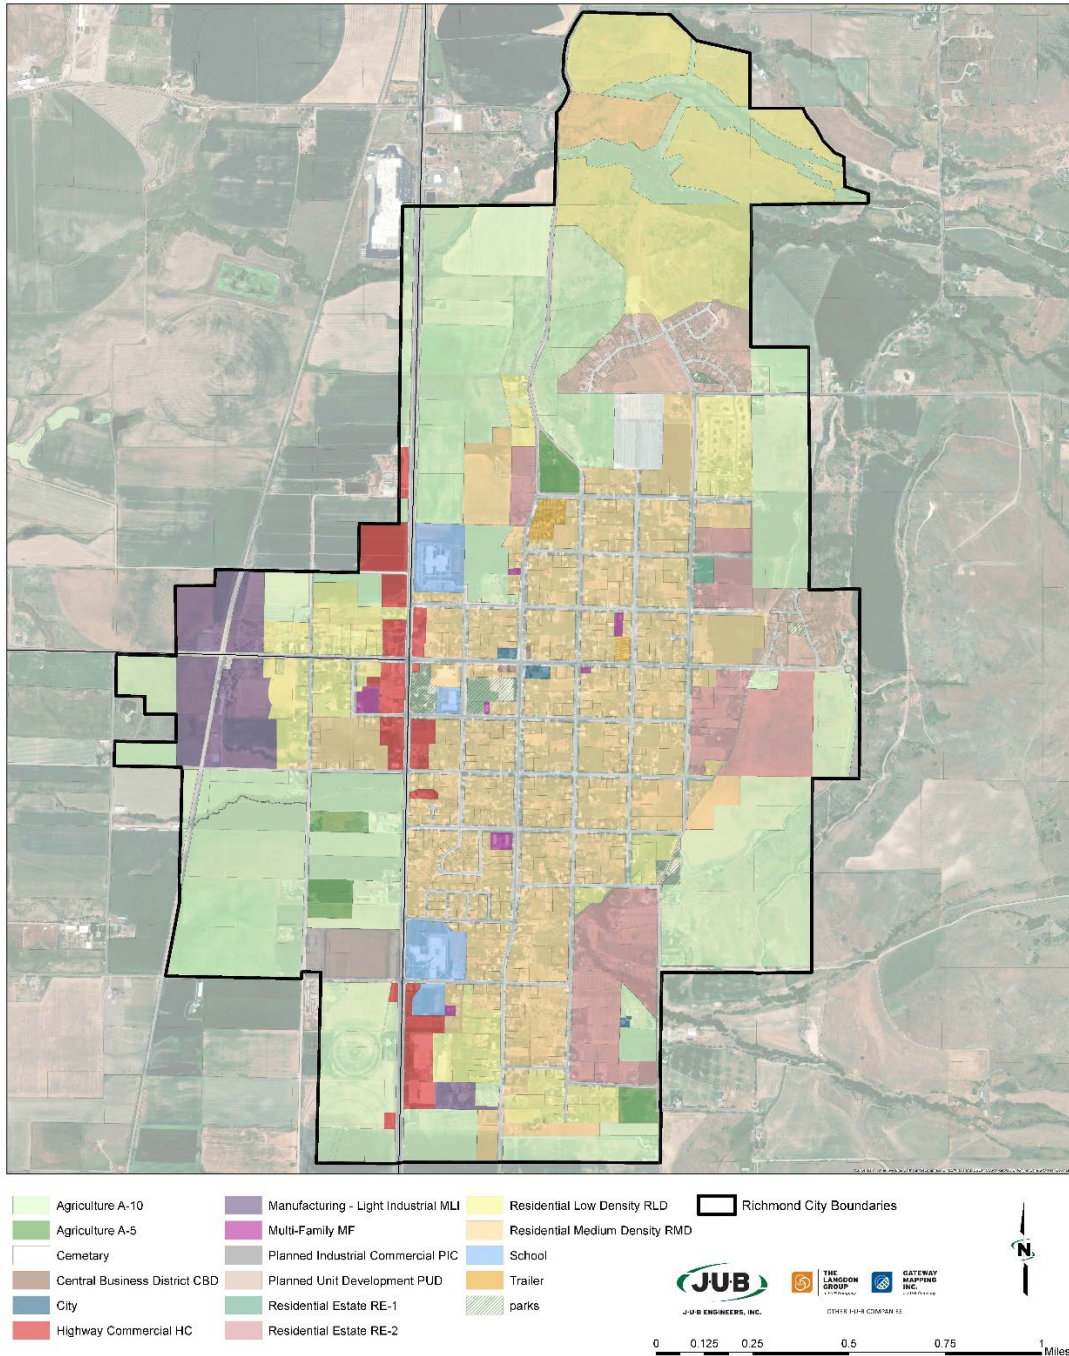 Agriculture A-10
Agriculture A-5
Cemetary
Central Business District CBD
City
Highway Commercial HC
Manufacturing - Light Industrial MLI
Multi-Family MF
Planned Industrial Commercial PIC
Planned Unit Development PUD
Residential Estate RE-1
Residential Estate RE-2
Residential Low Density RLD
Residential Medium Density RMD
School
Trailer
parks
Richmond City Boundaries
N
J·U·B
J·U·B ENGINEERS, INC.
THE
LANGDON
GROUP
GATEWAY
MAPPING
INC.
OTHER J·U·B COMPANIES
0 0.125 0.25 0.5 0.75 1
Miles